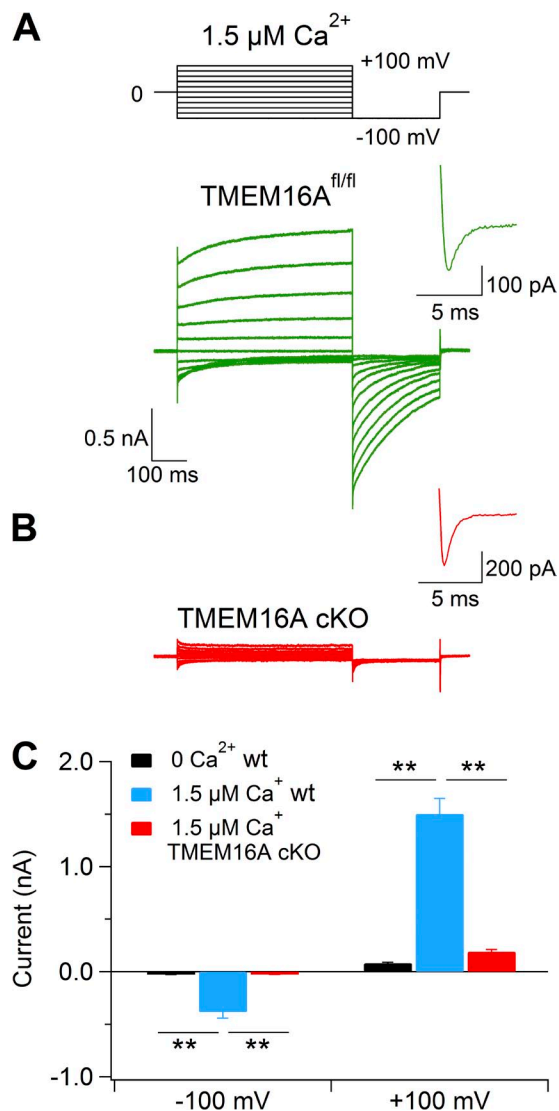 A
1.5 µM Ca2+
+100 mV
0
-100 mV
TMEM16Afl/fl
100 pA
5 ms
0.5 nA
100 ms
B
200 pA
5 ms
TMEM16A cKO
C
0 Ca2+ wt
1.5 µM Ca+ wt
1.5 µM Ca+
TMEM16A cKO
** **
2.0
1.0
0.0
-1.0
Current (nA)
** **
-100 mV +100 mV